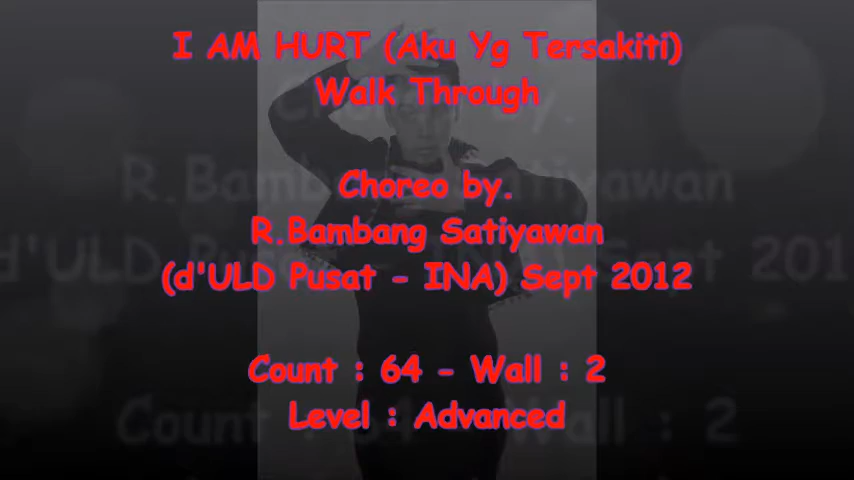 I AM HURT (Aku Yg Tersakiti)
Walk Through
Choreo by.
R.Bambang Satiyawan
(d'ULD Pusat - INA) Sept 2012
Count : 64 - Wall : 2
Level : Advanced